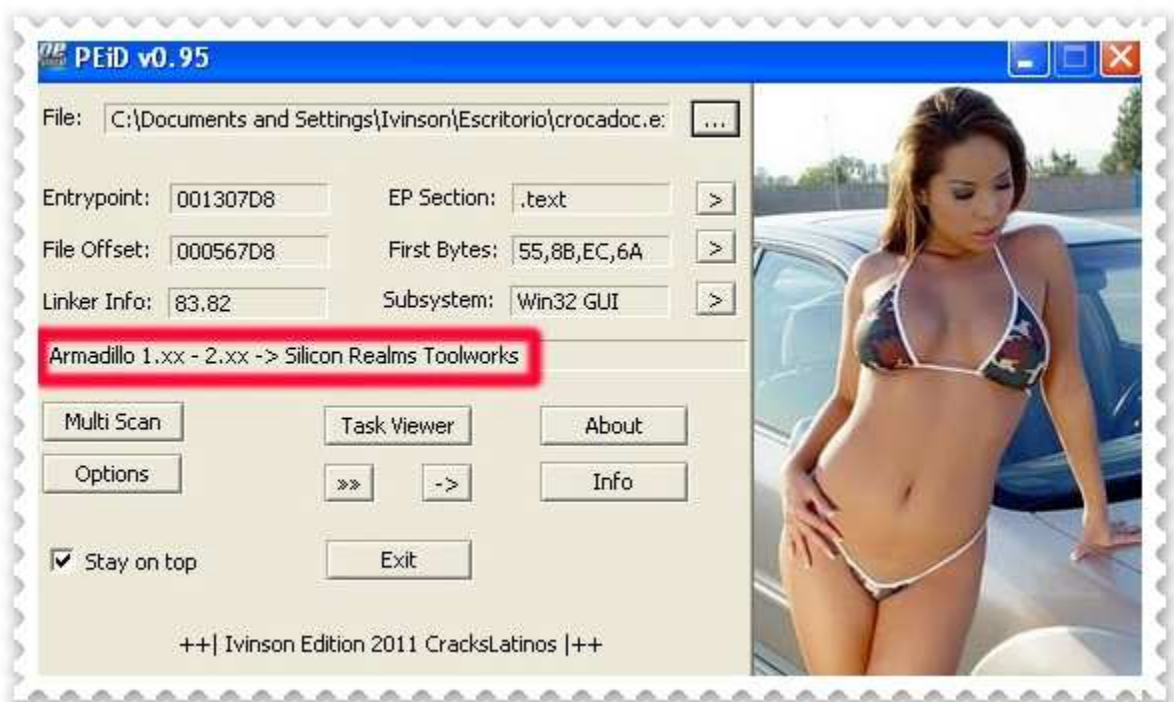 PEiD v0.95
File: C:\Documents and Settings\Ivinson\Escritorio\crocadoc.e: ...
Entrypoint: 001307D8 EP Section: .text >
File Offset: 000567D8 First Bytes: 55,8B,EC,6A >
Linker Info: 83.82 Subsystem: Win32 GUI >
Armadillo 1.xx - 2.xx -> Silicon Realms Toolworks
Multi Scan Task Viewer About
Options »» -> Info
Stay on top Exit
++| Ivinson Edition 2011 CracksLatinos |++